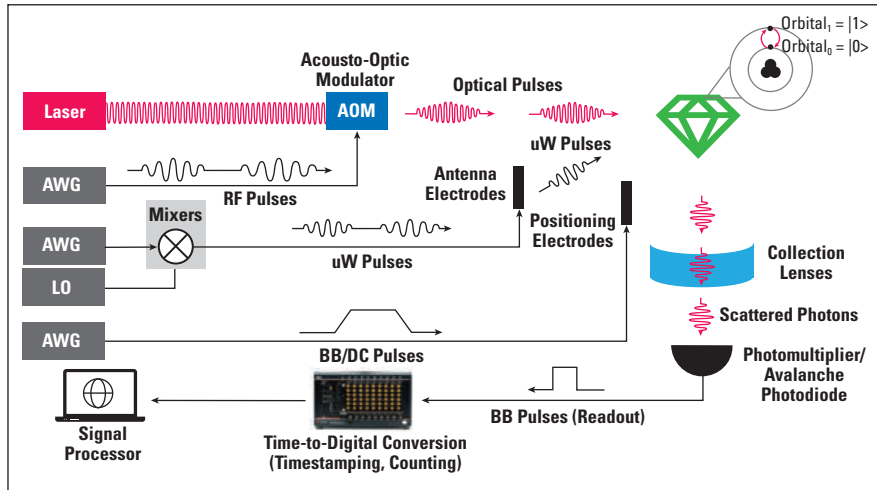 Orbital₁ = |1>
Orbital₀ = |0>
Acousto-Optic
Modulator
Optical Pulses
Laser
AOM
uW Pulses
AWG
RF Pulses
Antenna
Electrodes
Mixers
Positioning
Electrodes
AWG
uW Pulses
LO
Collection
Lenses
Scattered Photons
AWG
BB/DC Pulses
Photomultiplier/
Avalanche
Photodiode
BB Pulses (Readout)
Signal
Processor
Time-to-Digital Conversion
(Timestamping, Counting)